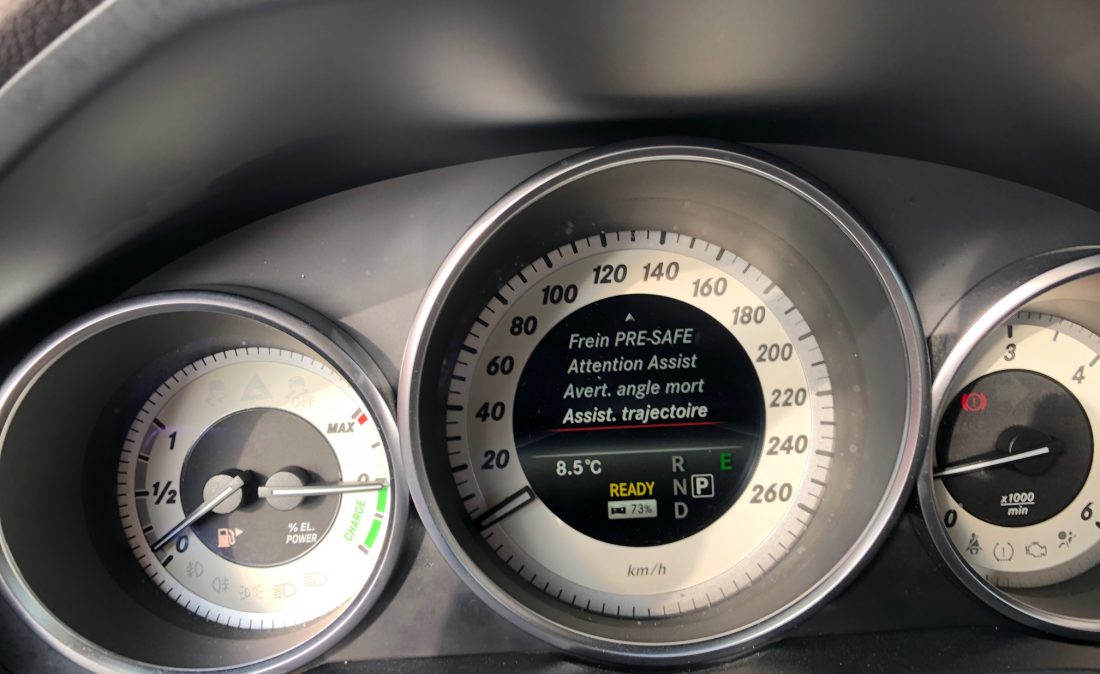 OFF
MAX
1
1/2
0
0
CHARGE
% EL.
POWER
20
40
60
80
100
120
140
160
180
200
220
240
260
Frein PRE-SAFE
Attention Assist
Avert. angle mort
Assist. trajectoire
8.5°C
R
E
READY
N
P
73%
D
km/h
3
4
0
6
x1000
min